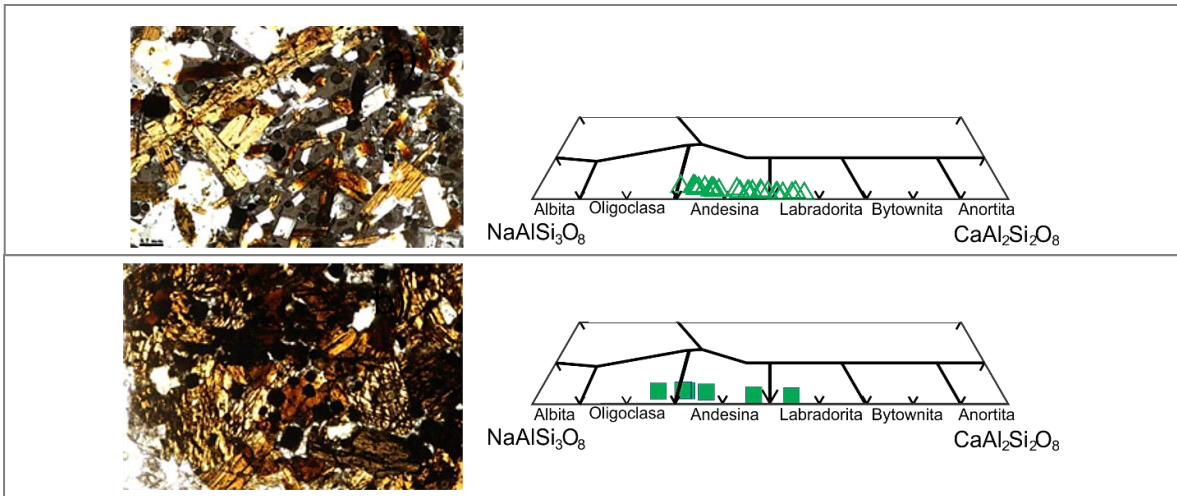 a)
Albita Oligoclasa Andesina Labradorita Bytownita Anortita
NaAlSi₃O₈ CaAl₂Si₂O₈
b)
Albita Oligoclasa Andesina Labradorita Bytownita Anortita
NaAlSi₃O₈ CaAl₂Si₂O₈